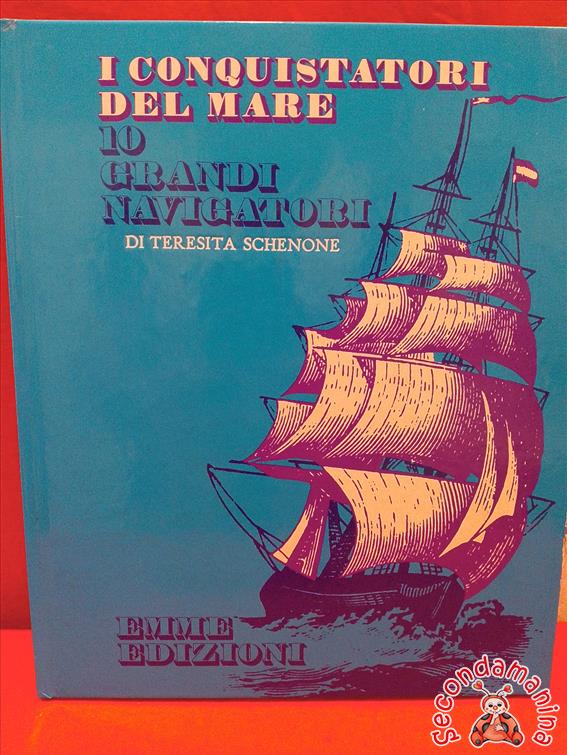 I CONQUISTATORI
DEL MARE
10
GRANDI
NAVIGATORI
DI TERESITA SCHENONE
EMME
EDIZIONI
Secondamanina